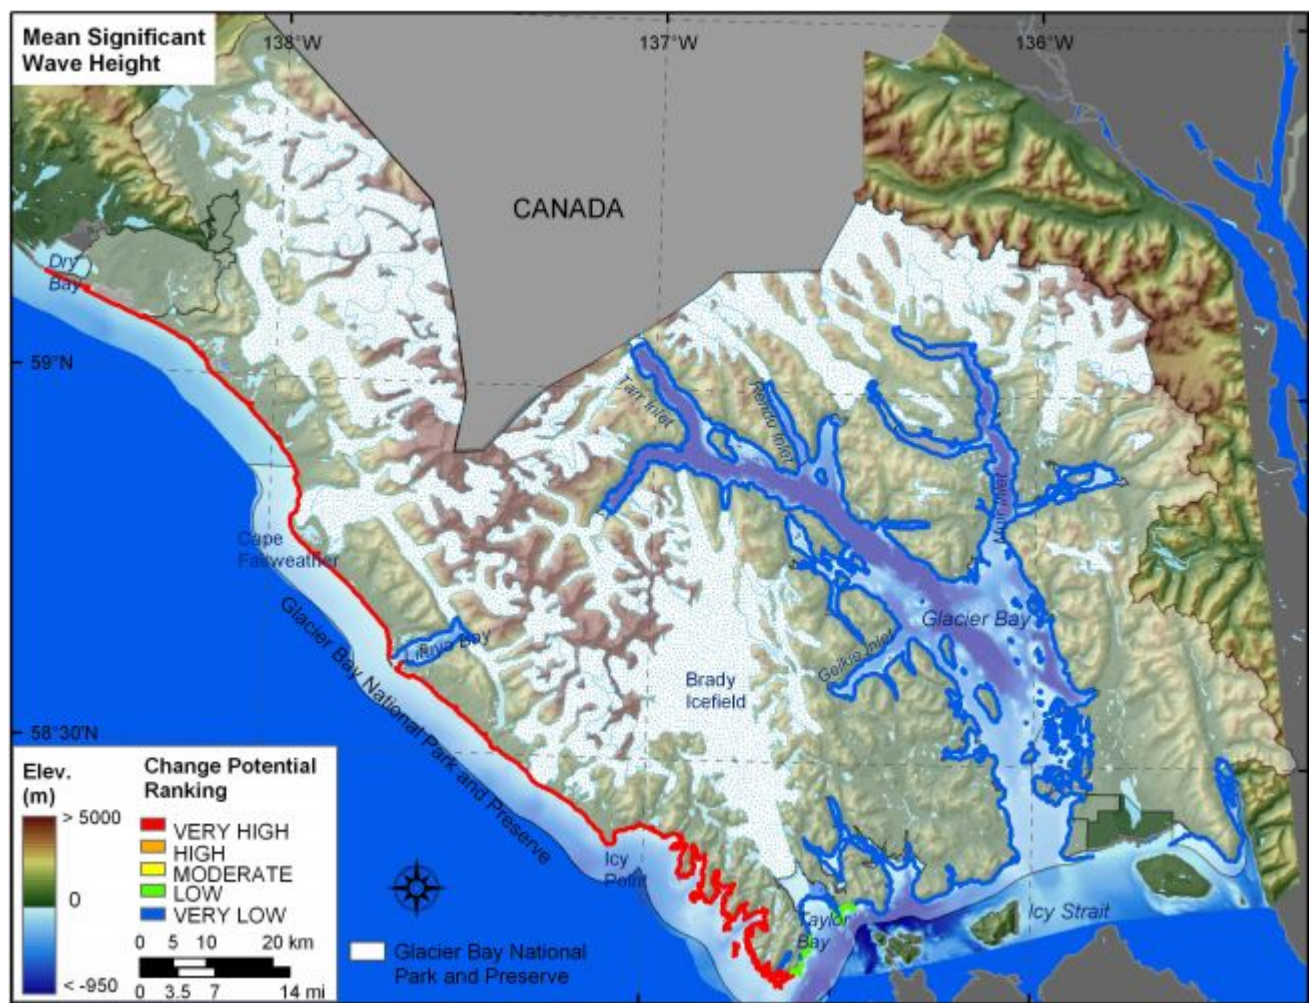 Mean Significant
Wave Height
138°W
137°W
136°W
CANADA
Dry
Bay
59°N
Tarr Inlet
Rendu Inlet
Muir Inlet
Cape
Fairweather
Glacier Bay
Lituya Bay
Geikie Inlet
Brady
Icefield
Glacier Bay National Park and Preserve
58°30'N
Icy
Point
Taylor
Bay
Icy Strait
Elev.
(m)
> 5000
0
< -950
Change Potential
Ranking
VERY HIGH
HIGH
MODERATE
LOW
VERY LOW
0 5 10 20 km
0 3.5 7 14 mi
Glacier Bay National
Park and Preserve